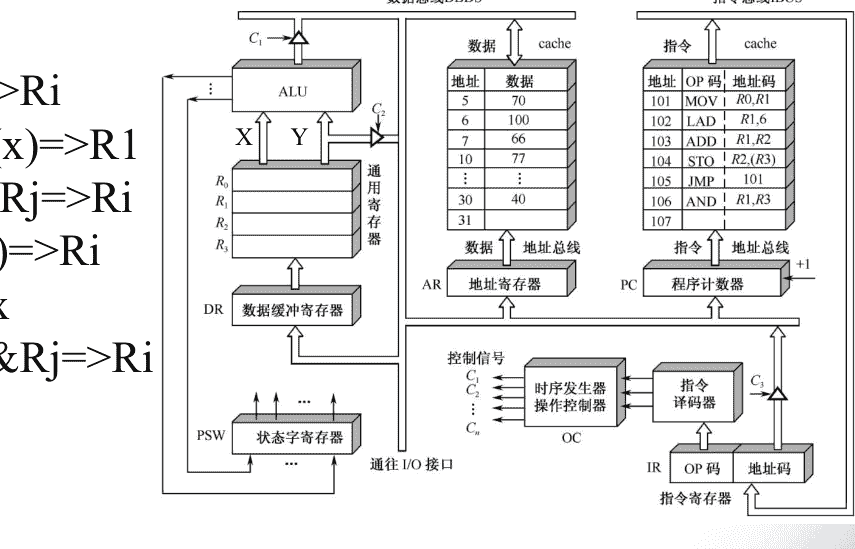 >Ri
(x)=>R1
Rj=>Ri
)=>Ri
x
&Rj=>Ri
数据总线DBUS
指令总线IBUS
C1
ALU
X
Y
C2
R0
R1
R2
R3
通用寄存器
DR
数据缓冲寄存器
PSW
状态字寄存器
...
...
数据
cache
地址 数据
5 70
6 100
7 66
10 77
⋮ ⋮
30 40
31
数据 地址总线
AR
地址寄存器
指令
cache
地址 OP 码 地址码
101 MOV R0,R1
102 LAD R1,6
103 ADD R1,R2
104 STO R2,(R3)
105 JMP 101
106 AND R1,R3
107
指令 地址总线
PC
程序计数器
+1
控制信号
C1
C2
⋮
Cn
时序发生器
操作控制器
OC
指令
译码器
C3
IR
OP 码
地址码
指令寄存器
通往 I/O 接口